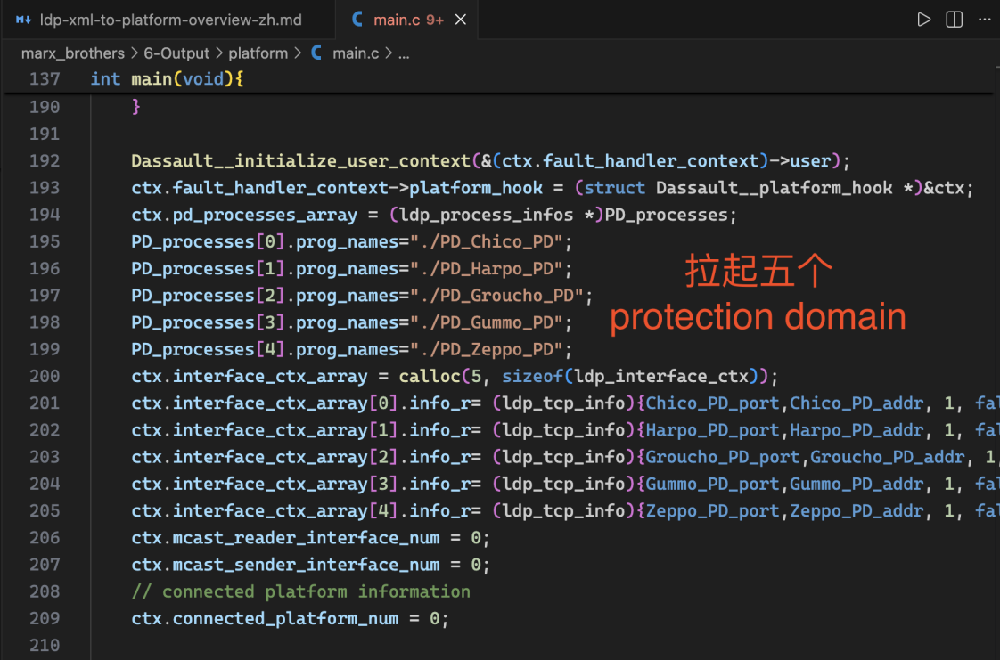 ldp-xml-to-platform-overview-zh.md
main.c 9+
marx_brothers > 6-Output > platform > C main.c > ...
137 int main(void){
190 }
191
192 Dassault__initialize_user_context(&(ctx.fault_handler_context)->user);
193 ctx.fault_handler_context->platform_hook = (struct Dassault__platform_hook *)&ctx;
194 ctx.pd_processes_array = (ldp_process_infos *)PD_processes;
195 PD_processes[0].prog_names="./PD_Chico_PD";
196 PD_processes[1].prog_names="./PD_Harpo_PD";
197 PD_processes[2].prog_names="./PD_Groucho_PD";
198 PD_processes[3].prog_names="./PD_Gummo_PD";
199 PD_processes[4].prog_names="./PD_Zeppo_PD";
拉起五个
protection domain
200 ctx.interface_ctx_array = calloc(5, sizeof(ldp_interface_ctx));
201 ctx.interface_ctx_array[0].info_r= (ldp_tcp_info){Chico_PD_port,Chico_PD_addr, 1, fal
202 ctx.interface_ctx_array[1].info_r= (ldp_tcp_info){Harpo_PD_port,Harpo_PD_addr, 1, fal
203 ctx.interface_ctx_array[2].info_r= (ldp_tcp_info){Groucho_PD_port,Groucho_PD_addr, 1,
204 ctx.interface_ctx_array[3].info_r= (ldp_tcp_info){Gummo_PD_port,Gummo_PD_addr, 1, fal
205 ctx.interface_ctx_array[4].info_r= (ldp_tcp_info){Zeppo_PD_port,Zeppo_PD_addr, 1, fal
206 ctx.mcast_reader_interface_num = 0;
207 ctx.mcast_sender_interface_num = 0;
208 // connected platform information
209 ctx.connected_platform_num = 0;
210